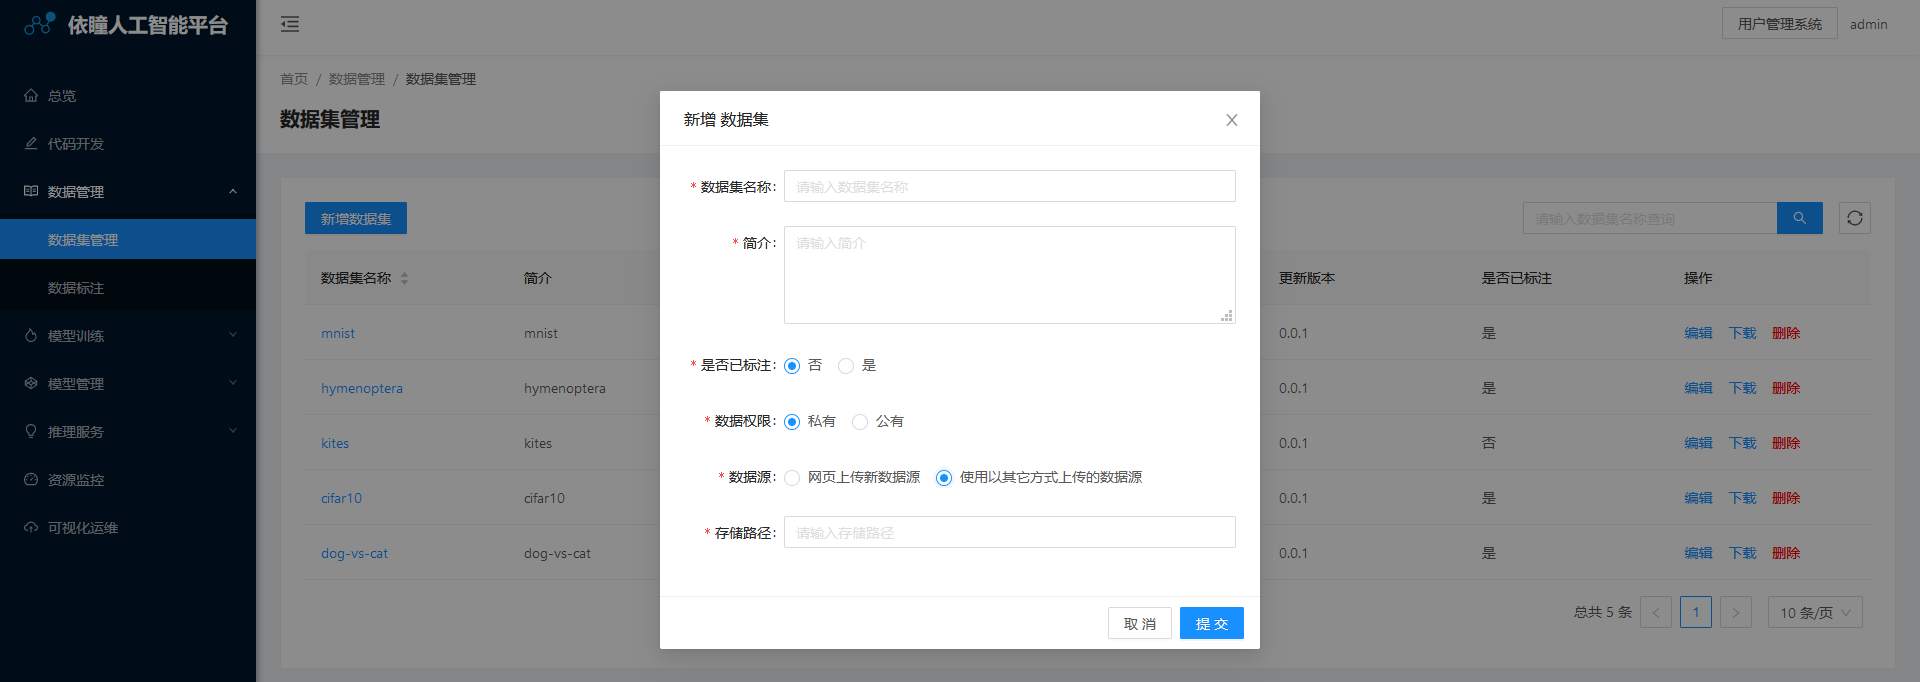 依瞳人工智能平台
用户管理系统 admin
总览
代码开发
数据管理
数据集管理
数据标注
模型训练
模型管理
推理服务
资源监控
可视化运维
首页 / 数据管理 / 数据集管理
数据集管理
新增数据集
请输入数据集名称查询
数据集名称 简介 更新版本 是否已标注 操作
mnist mnist 0.0.1 是 编辑 下载 删除
hymenoptera hymenoptera 0.0.1 是 编辑 下载 删除
kites kites 0.0.1 否 编辑 下载 删除
cifar10 cifar10 0.0.1 是 编辑 下载 删除
dog-vs-cat dog-vs-cat 0.0.1 是 编辑 下载 删除
总共 5 条 < 1 > 10 条/页
新增 数据集
* 数据集名称: 请输入数据集名称
* 简介: 请输入简介
* 是否已标注: 否 是
* 数据权限: 私有 公有
* 数据源: 网页上传新数据源 使用以其它方式上传的数据源
* 存储路径: 请输入存储路径
取 消 提 交